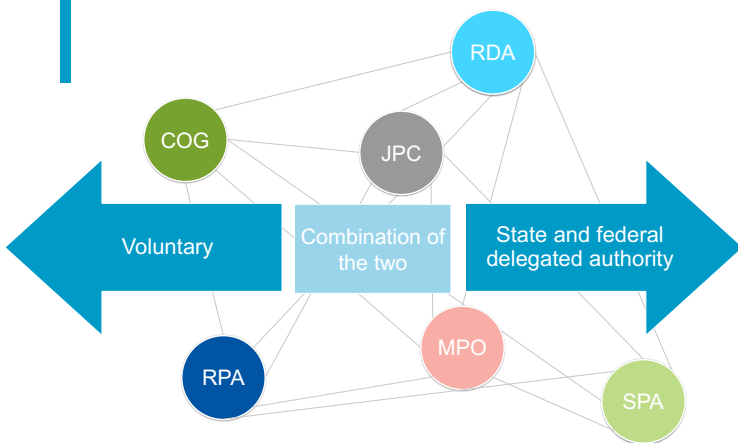 RDA
COG
JPC
Voluntary
Combination of
the two
State and federal
delegated authority
MPO
RPA
SPA